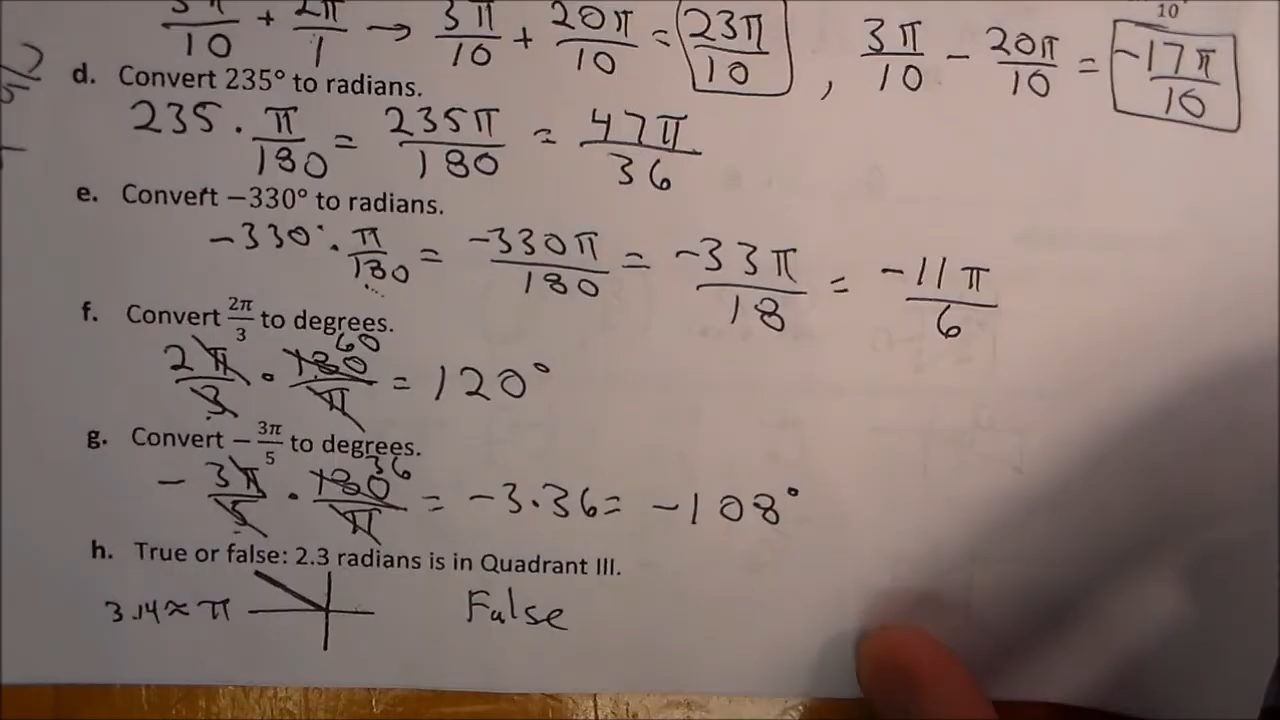 3π/10 + 2π/1 → 3π/10 + 20π/10 = 23π/10 , 3π/10 - 20π/10 = -17π/10
10
d. Convert 235° to radians.
235 · π/180 = 235π/180 = 47π/36
e. Convert −330° to radians.
-330° · π/180 = -330π/180 = -33π/18 = -11π/6
f. Convert 2π/3 to degrees.
60
2π/3 · 180/π = 120°
g. Convert − 3π/5 to degrees.
36
- 3π/5 · 180/π = -3·36 = -108°
h. True or false: 2.3 radians is in Quadrant III.
3.14 ≈ π False